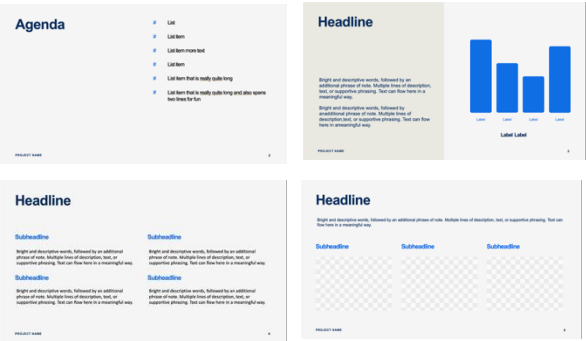 Agenda
# List
# List item
# List item more text
# List item
# List item that is really quite long
# List item that is really quite long and also spans
two lines for fun
PROJECT NAME
Headline
Bright and descriptive words, followed by an
additional phrase of note. Multiple lines of description,
text, or supportive phrasing. Text can flow here in a
meaningful way.
Bright and descriptive words, followed by
anadditional phrase of note. Multiple lines of
description,text, or supportive phrasing. Text can flow
here in ameaningful way.
Label Label Label Label
Label Label
PROJECT NAME
Headline
Subheadline
Bright and descriptive words, followed by an additional
phrase of note. Multiple lines of description, text, or
supportive phrasing. Text can flow here in a meaningful way.
Subheadline
Bright and descriptive words, followed by an additional
phrase of note. Multiple lines of description, text, or
supportive phrasing. Text can flow here in a meaningful way.
Subheadline
Bright and descriptive words, followed by an additional
phrase of note. Multiple lines of description, text, or
supportive phrasing. Text can flow here in a meaningful way.
Subheadline
Bright and descriptive words, followed by an additional
phrase of note. Multiple lines of description, text, or
supportive phrasing. Text can flow here in a meaningful way.
PROJECT NAME
Headline
Bright and descriptive words, followed by an additional phrase of note. Multiple lines of description, text, or supportive phrasing. Text can
flow here in a meaningful way.
Subheadline Subheadline Subheadline
PROJECT NAME